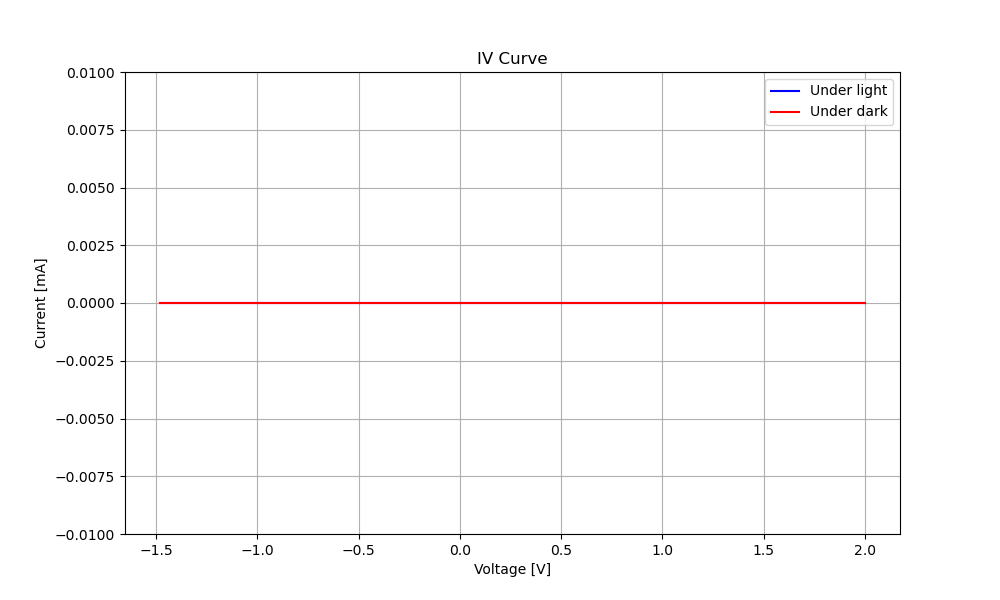 IV Curve
Under light
Under dark
0.0100
0.0075
0.0050
0.0025
0.0000
−0.0025
−0.0050
−0.0075
−0.0100
Current [mA]
−1.5 −1.0 −0.5 0.0 0.5 1.0 1.5 2.0
Voltage [V]